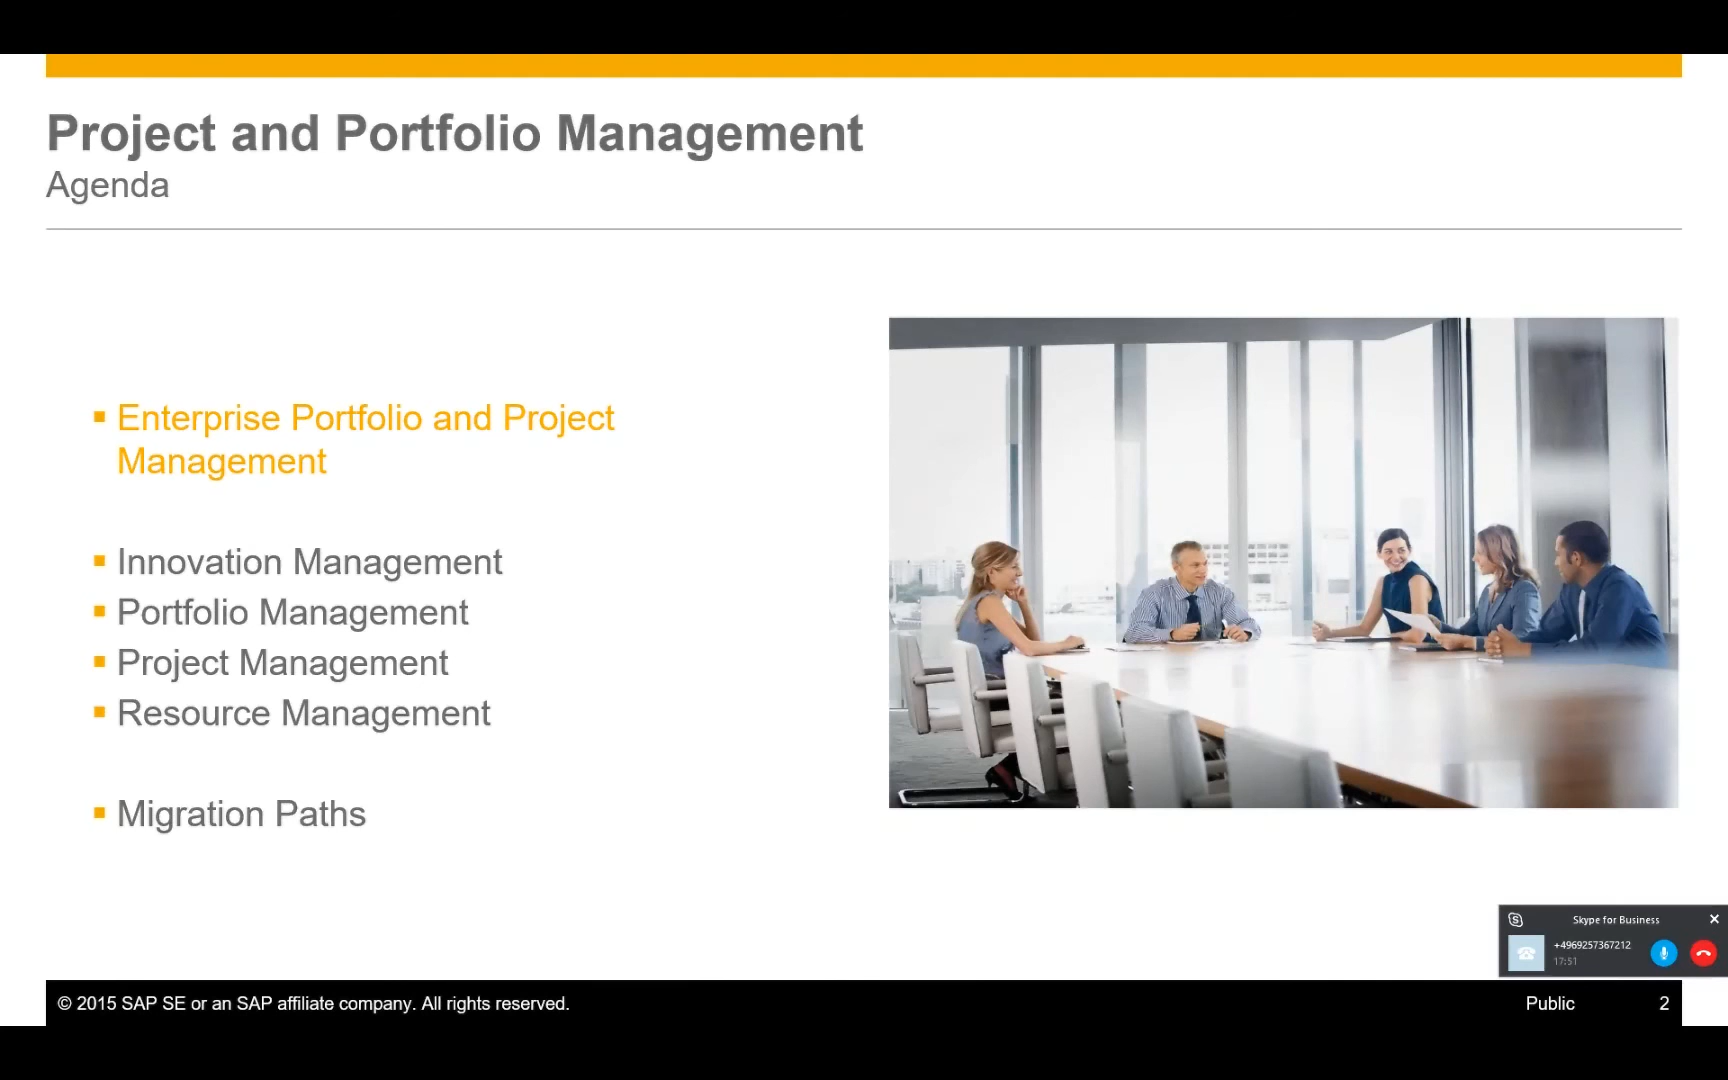 Project and Portfolio Management
Agenda
Enterprise Portfolio and Project
Management
Innovation Management
Portfolio Management
Project Management
Resource Management
Migration Paths
Skype for Business
+4969257367212
17:51
© 2015 SAP SE or an SAP affiliate company. All rights reserved.
Public
2